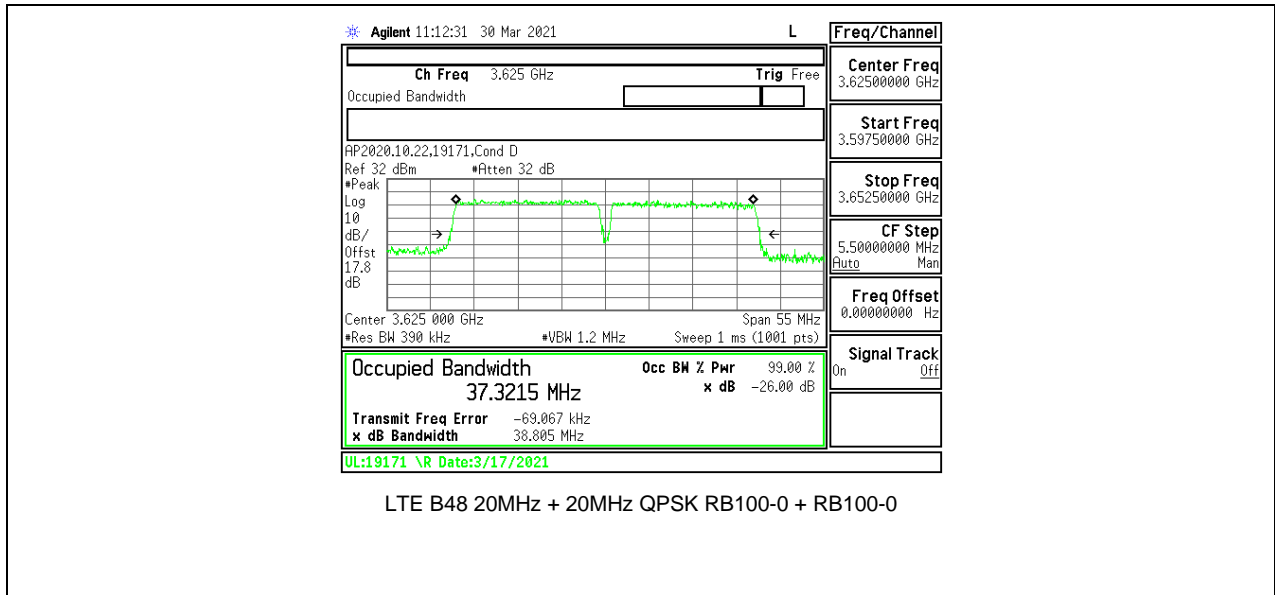 Agilent 11:12:31 30 Mar 2021 L
Freq/Channel
Ch Freq 3.625 GHz Trig Free
Occupied Bandwidth
Center Freq
3.62500000 GHz
Start Freq
3.59750000 GHz
Stop Freq
3.65250000 GHz
CF Step
5.50000000 MHz
Auto Man
Freq Offset
0.00000000 Hz
Signal Track
On Off
AP2020.10.22,19171,Cond D
Ref 32 dBm #Atten 32 dB
#Peak
Log
10
dB/
Offst
17.8
dB
Center 3.625 000 GHz Span 55 MHz
#Res BW 390 kHz #VBW 1.2 MHz Sweep 1 ms (1001 pts)
Occupied Bandwidth Occ BW % Pwr 99.00 %
37.3215 MHz x dB -26.00 dB
Transmit Freq Error -69.067 kHz
x dB Bandwidth 38.805 MHz
UL:19171 \R Date:3/17/2021
LTE B48 20MHz + 20MHz QPSK RB100-0 + RB100-0